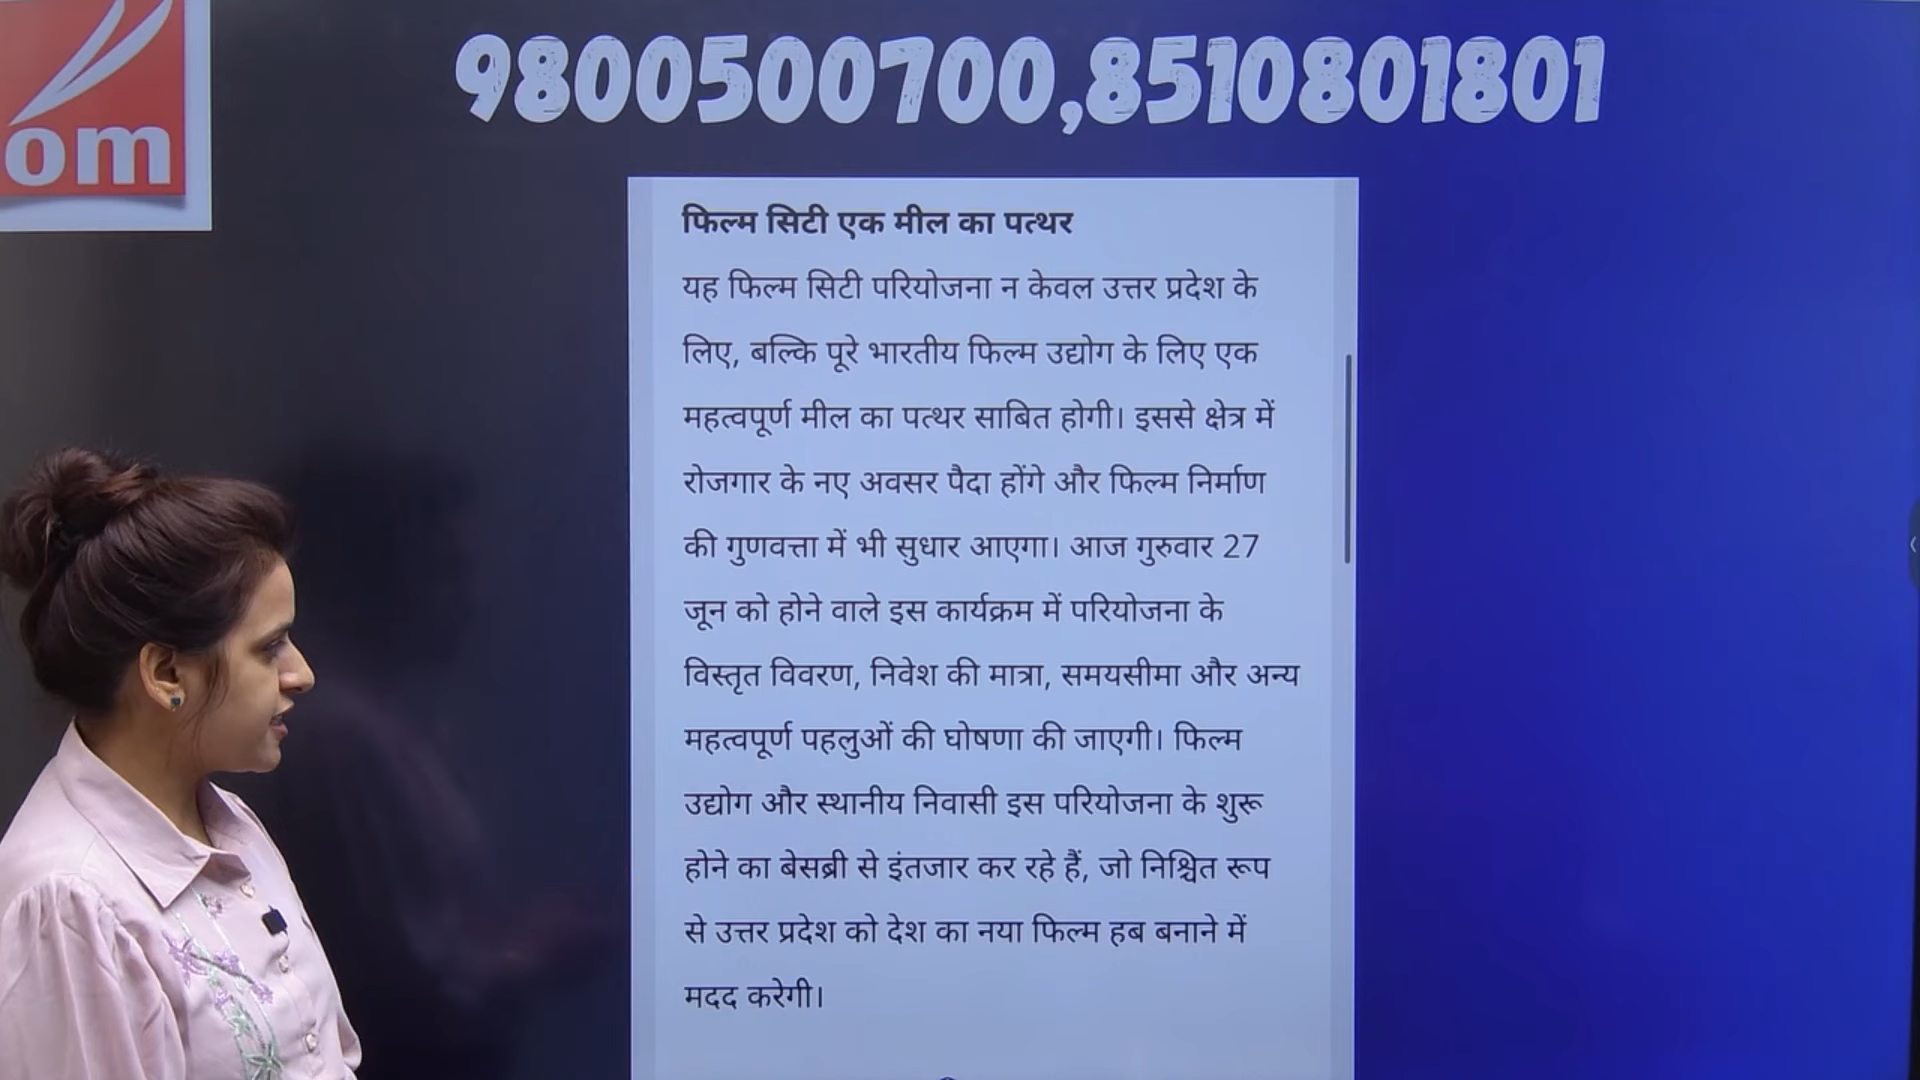 om
9800500700,8510801801
फिल्म सिटी एक मील का पत्थर
यह फिल्म सिटी परियोजना न केवल उत्तर प्रदेश के
लिए, बल्कि पूरे भारतीय फिल्म उद्योग के लिए एक
महत्वपूर्ण मील का पत्थर साबित होगी। इससे क्षेत्र में
रोजगार के नए अवसर पैदा होंगे और फिल्म निर्माण
की गुणवत्ता में भी सुधार आएगा। आज गुरुवार 27
जून को होने वाले इस कार्यक्रम में परियोजना के
विस्तृत विवरण, निवेश की मात्रा, समयसीमा और अन्य
महत्वपूर्ण पहलुओं की घोषणा की जाएगी। फिल्म
उद्योग और स्थानीय निवासी इस परियोजना के शुरू
होने का बेसब्री से इंतजार कर रहे हैं, जो निश्चित रूप
से उत्तर प्रदेश को देश का नया फिल्म हब बनाने में
मदद करेगी।